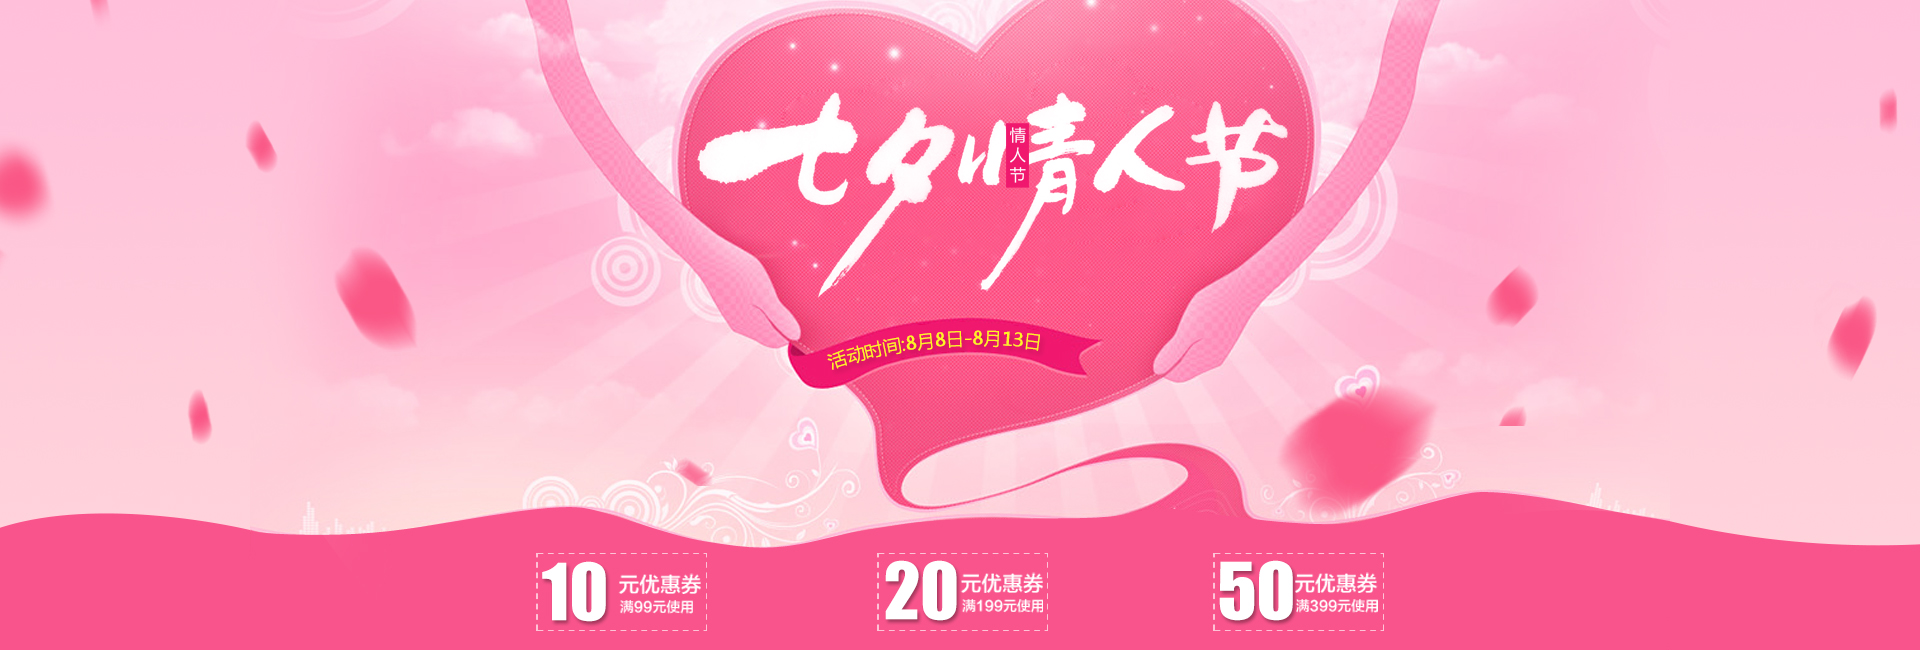 七夕情人节
情人节
活动时间:8月8日-8月13日
10元优惠券
满99元使用
20元优惠券
满199元使用
50元优惠券
满399元使用